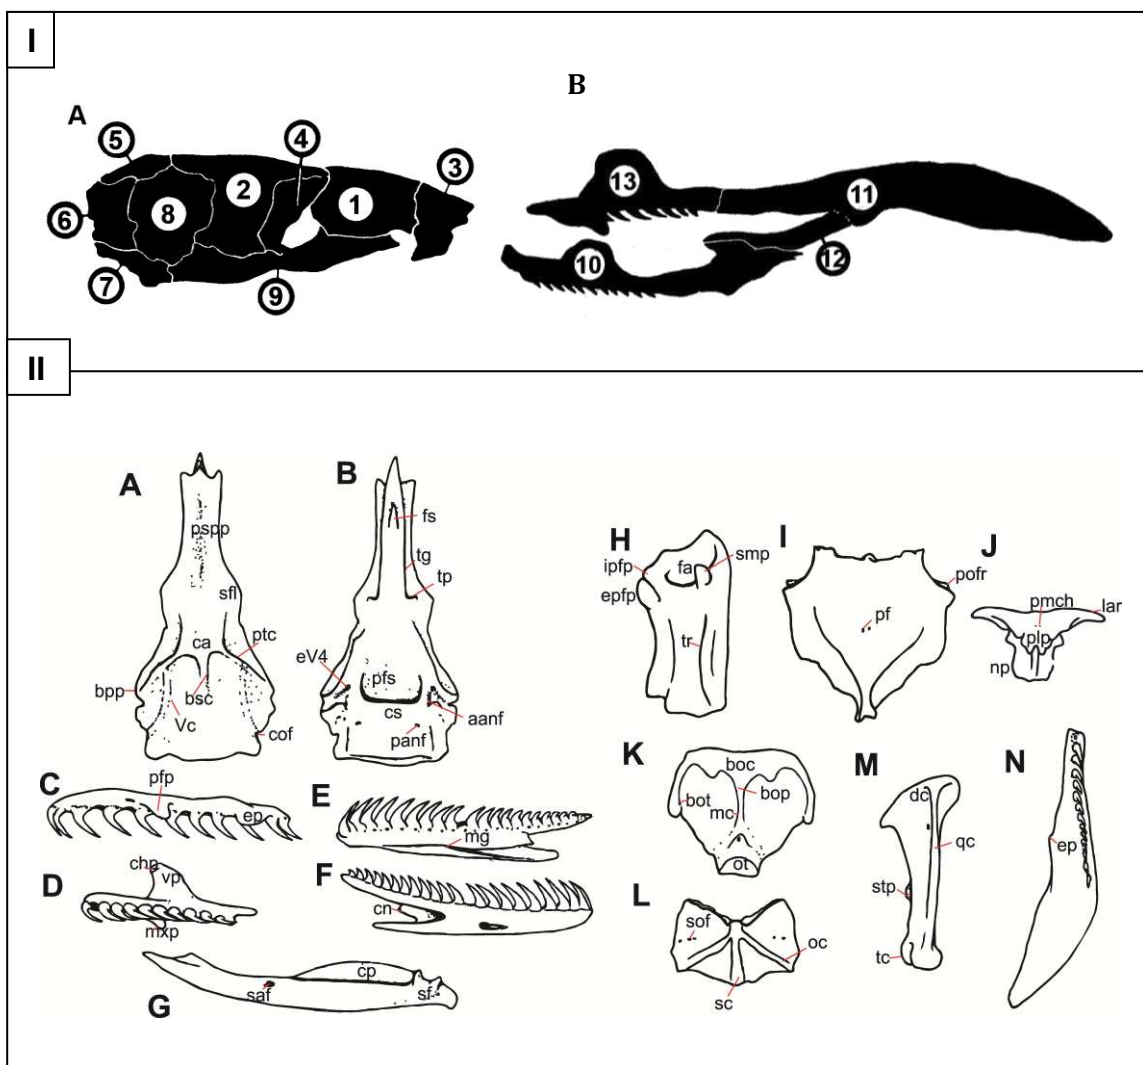 I
B
A
5
4
3
2
1
6
8
7
9
13
11
10
12
II
A
B
pspp
fs
tg
tp
sfl
ca
ptc
eV4
pfs
bpp
bsc
cs
aanf
Vc
cof
panf
C
pfp
ep
E
mg
chp
vp
D
mxp
F
cn
cp
saf
sf
G
H
ipfp
fa
smp
epfp
tr
I
pofr
pf
J
pmch
lar
plp
np
K
boc
bot
bop
mc
ot
L
sof
oc
sc
M
dc
qc
stp
tc
N
ep